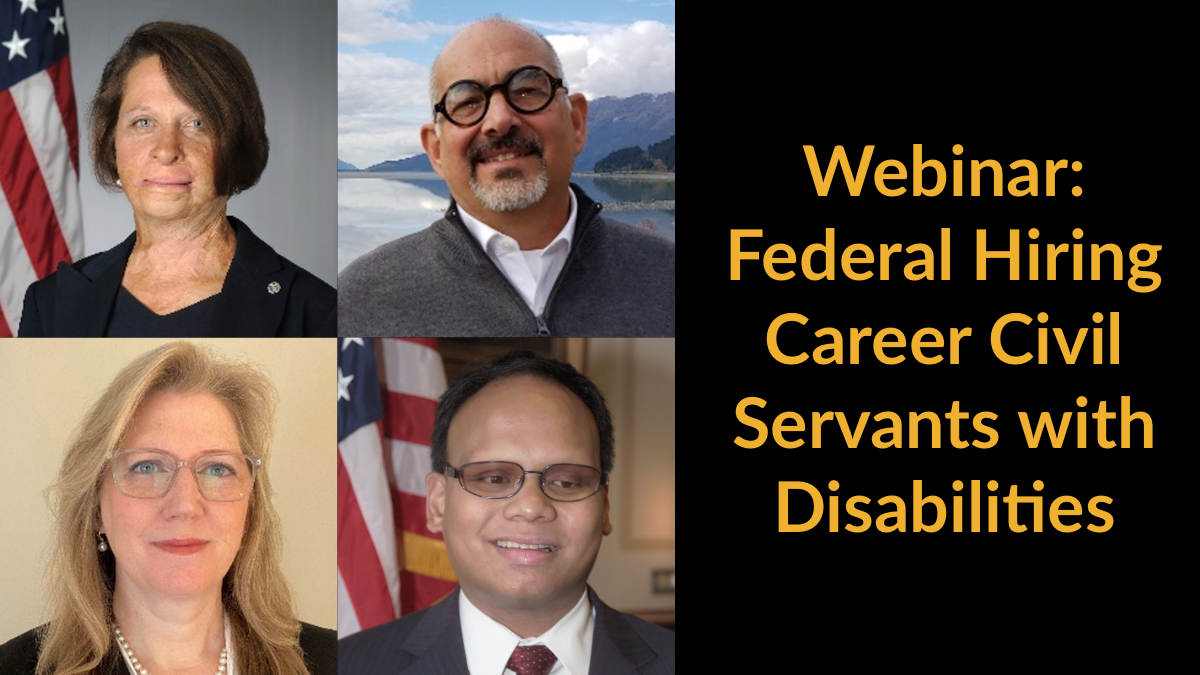 Webinar:
Federal Hiring
Career Civil
Servants with
Disabilities